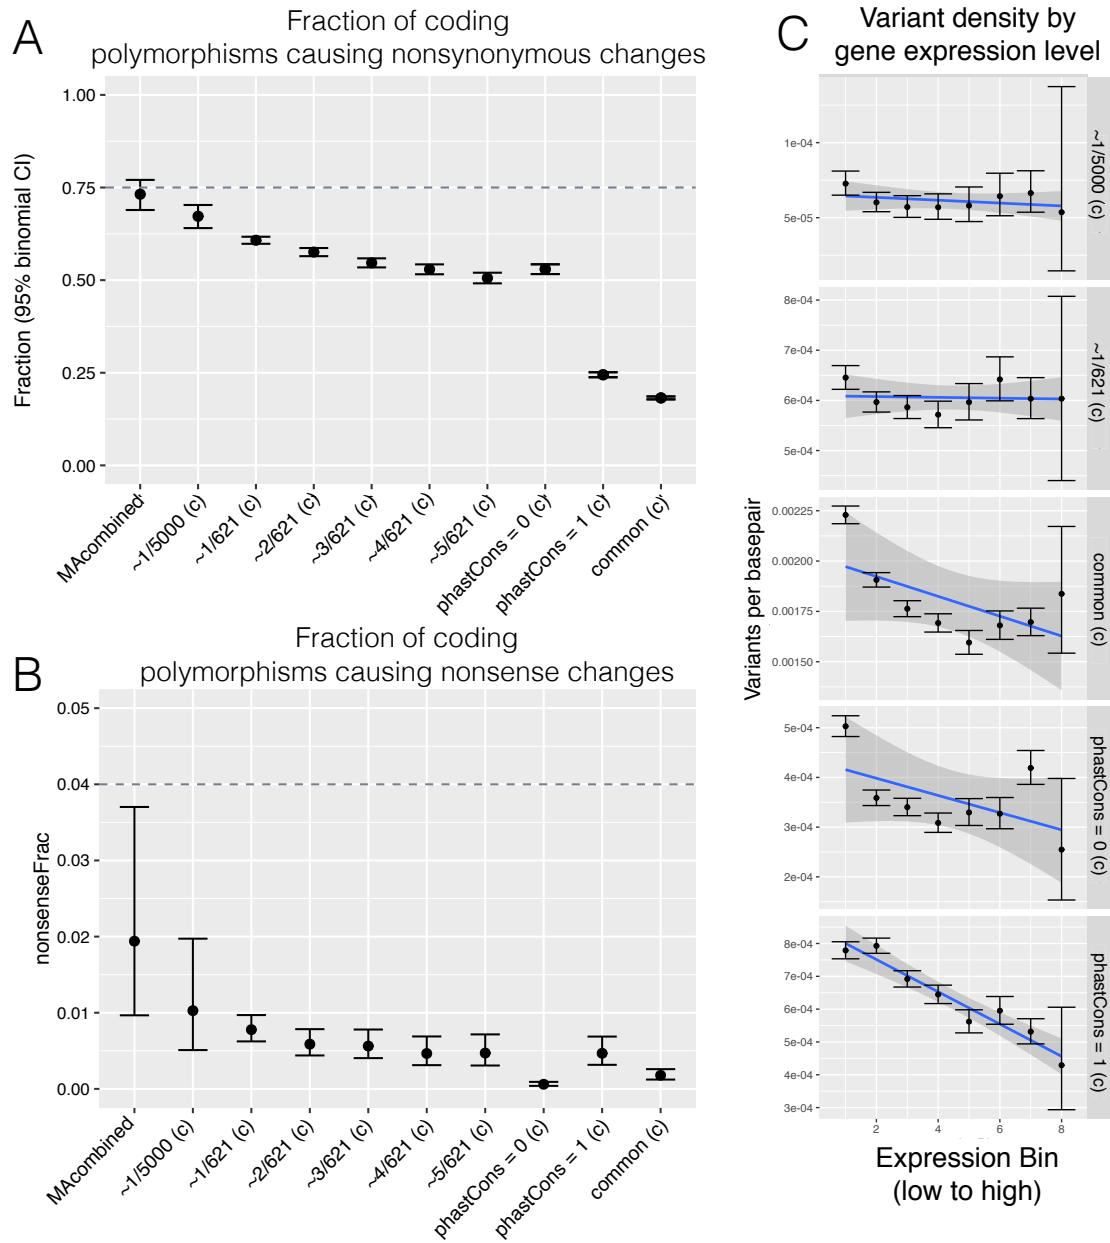 A
Fraction of coding
polymorphisms causing nonsynonymous changes
Fraction (95% binomial CI)
1.00
0.75
0.50
0.25
0.00
MAcombined
~1/5000 (c)
~1/621 (c)
~2/621 (c)
~3/621 (c)
~4/621 (c)
~5/621 (c)
phastCons = 0 (c)
phastCons = 1 (c)
common (c)
B
Fraction of coding
polymorphisms causing nonsense changes
nonsenseFrac
0.05
0.04
0.03
0.02
0.01
0.00
MAcombined
~1/5000 (c)
~1/621 (c)
~2/621 (c)
~3/621 (c)
~4/621 (c)
~5/621 (c)
phastCons = 0 (c)
phastCons = 1 (c)
common (c)
C
Variant density by
gene expression level
Variants per basepair
1e-04
5e-05
~1/5000 (c)
8e-04
7e-04
6e-04
5e-04
~1/621 (c)
0.00225
0.00200
0.00175
0.00150
common (c)
5e-04
4e-04
3e-04
2e-04
phastCons = 0 (c)
8e-04
7e-04
6e-04
5e-04
4e-04
3e-04
phastCons = 1 (c)
2 4 6 8
Expression Bin
(low to high)